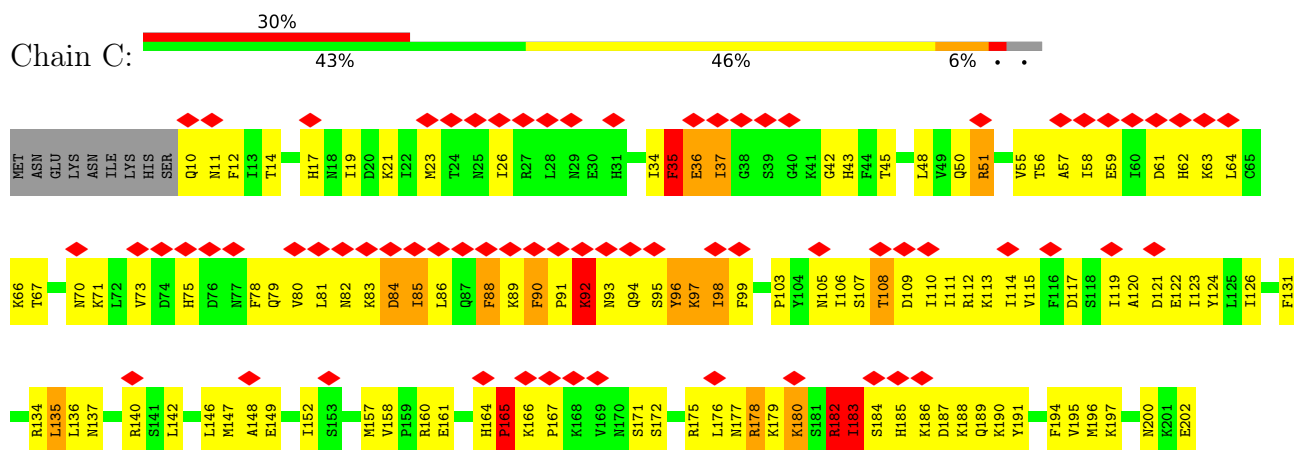 30%
Chain C:
43% 46% 6% • •
MET ASN GLU LYS ASN ILE LYS HIS SER Q10 N11 F12 I13 T14 H17 N18 I19 D20 K21 I22 M23 T24 N25 I26 R27 L28 N29 E30 H31 I34 F35 E36 I37 G38 S39 G40 K41 G42 H43 F44 T45 L48 V49 Q50 R51 V55 T56 A57 I58 E59 I60 D61 H62 K63 L64 C65
K66 T67 N70 K71 L72 V73 D74 H75 D76 N77 F78 Q79 V80 L81 N82 K83 D84 I85 L86 Q87 F88 K89 F90 P91 K92 N93 Q94 S95 Y96 K97 I98 F99 P103 Y104 N105 I106 S107 T108 D109 I110 I111 R112 K113 I114 V115 F116 D117 S118 I119 A120 D121 E122 I123 Y124 L125 I126 F131
R134 L135 L136 N137 R140 S141 L142 L146 M147 A148 E149 I152 S153 M157 V158 P159 R160 E161 H164 P165 K166 P167 K168 V169 N170 S171 S172 R175 L176 N177 R178 K179 K180 S181 R182 I183 S184 H185 K186 D187 K188 Q189 K190 Y191 F194 V195 M196 K197 N200 K201 E202